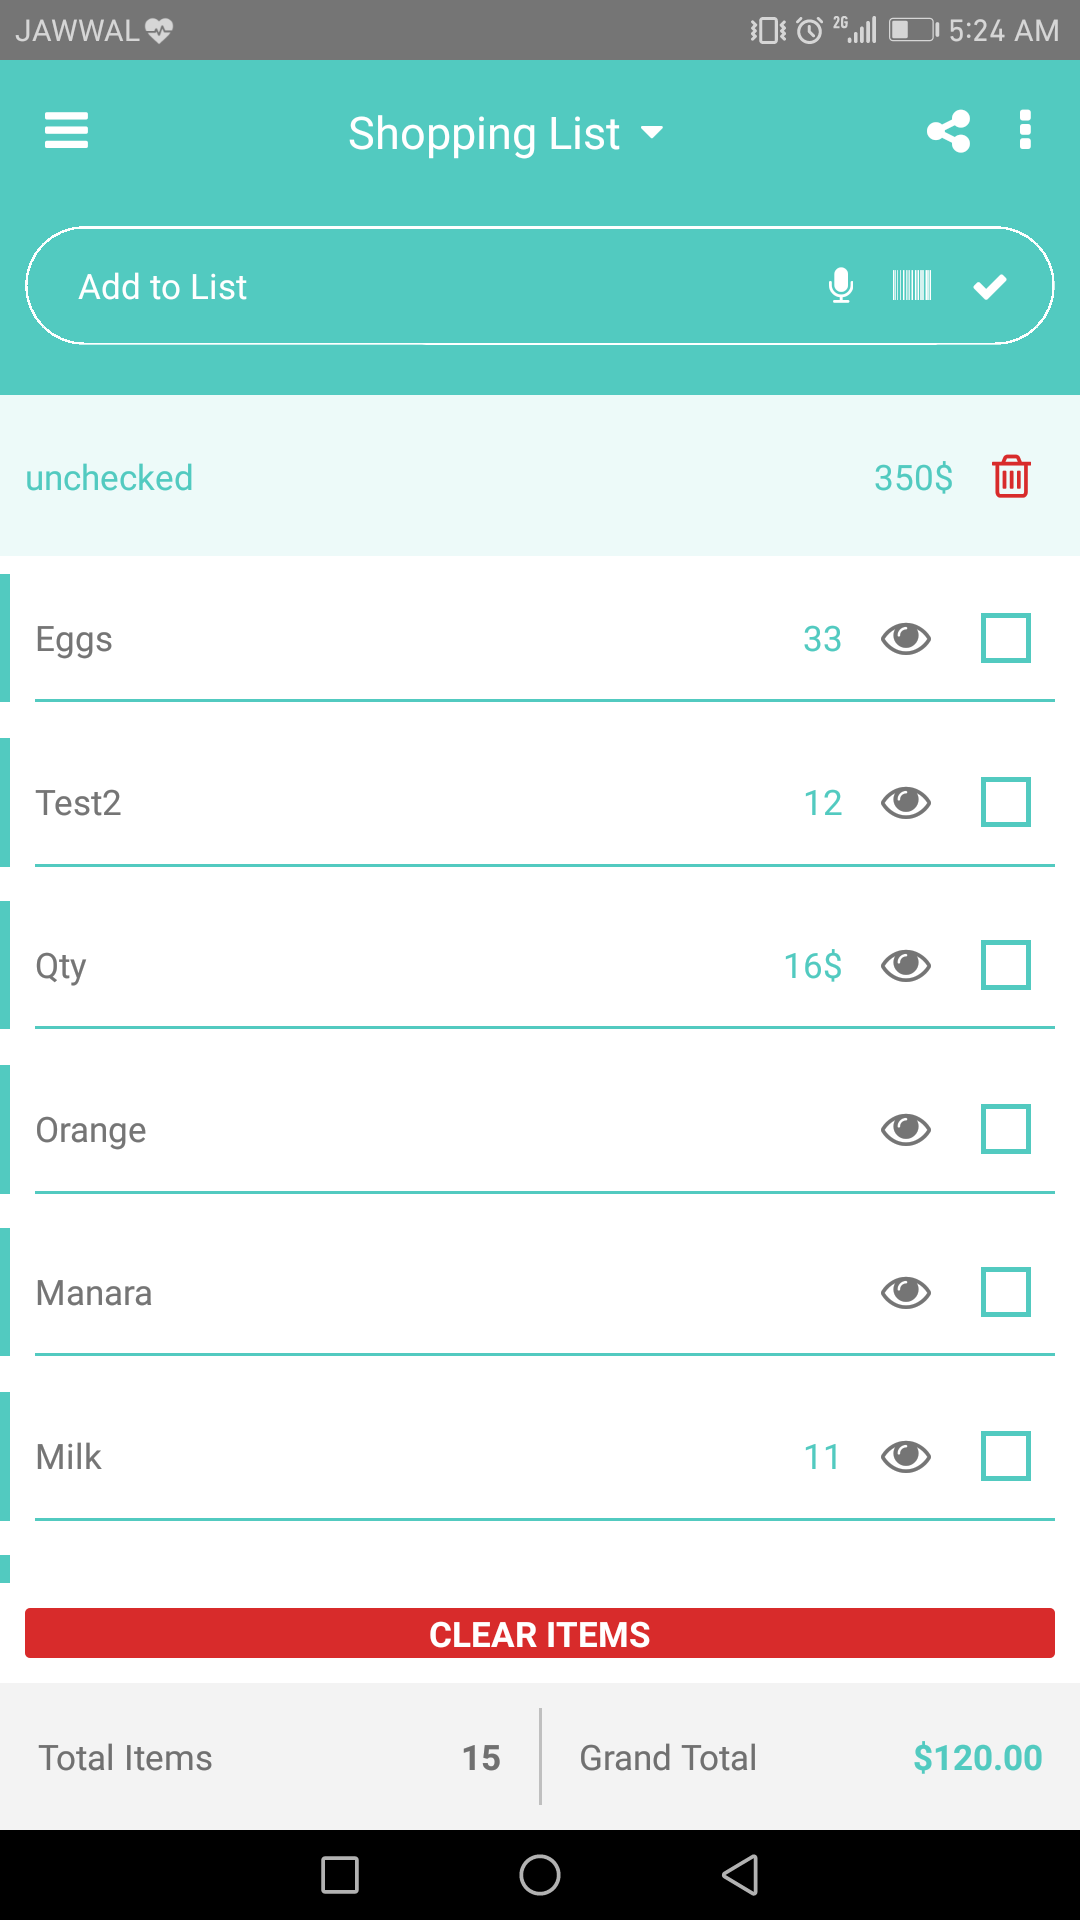 JAWWAL 2G 5:24 AM
Shopping List
Add to List
unchecked 350$
Eggs 33
Test2 12
Qty 16$
Orange
Manara
Milk 11
CLEAR ITEMS
Total Items 15 Grand Total $120.00